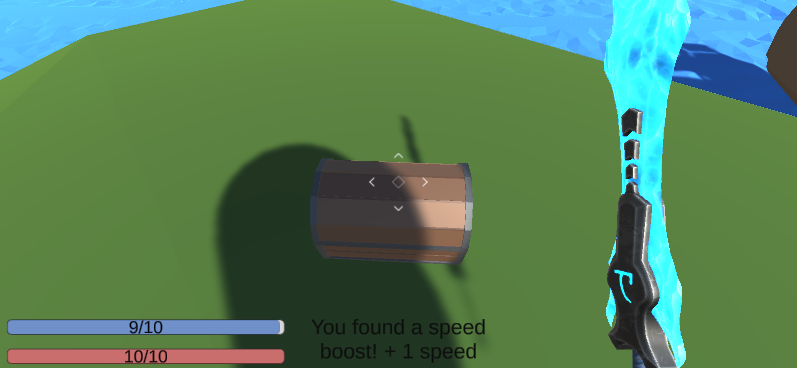 9/10
10/10
You found a speed
boost! + 1 speed